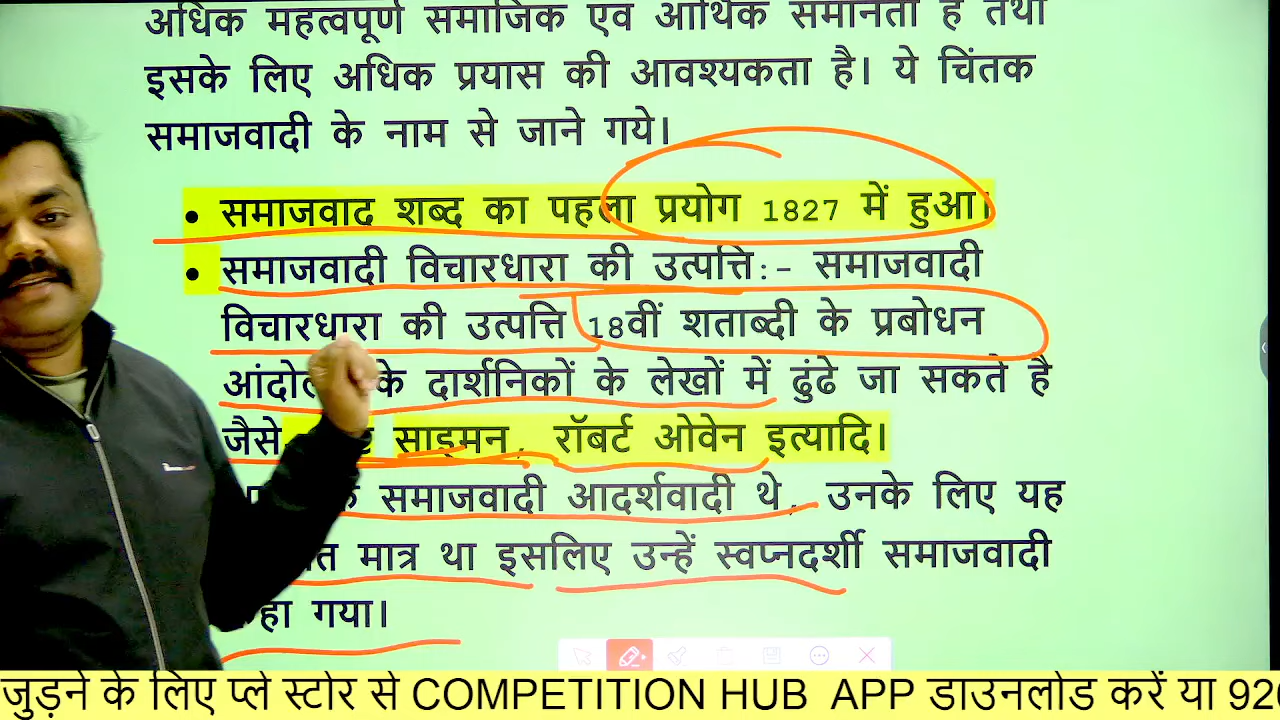 अधिक महत्वपूर्ण समाजिक एवं आर्थिक समानता है तथा
इसके लिए अधिक प्रयास की आवश्यकता है। ये चिंतक
समाजवादी के नाम से जाने गये।
• समाजवाद शब्द का पहला प्रयोग 1827 में हुआ।
• समाजवादी विचारधारा की उत्पत्ति:- समाजवादी
विचारधारा की उत्पत्ति 18वीं शताब्दी के प्रबोधन
के दार्शनिकों के लेखों में ढुंढे जा सकते है
जैसे साइमन, रॉबर्ट ओवेन इत्यादि।
समाजवादी आदर्शवादी थे, उनके लिए यह
मात्र था इसलिए उन्हें स्वप्नदर्शी समाजवादी
गया।
जुड़ने के लिए प्ले स्टोर से COMPETITION HUB APP डाउनलोड करें या 92